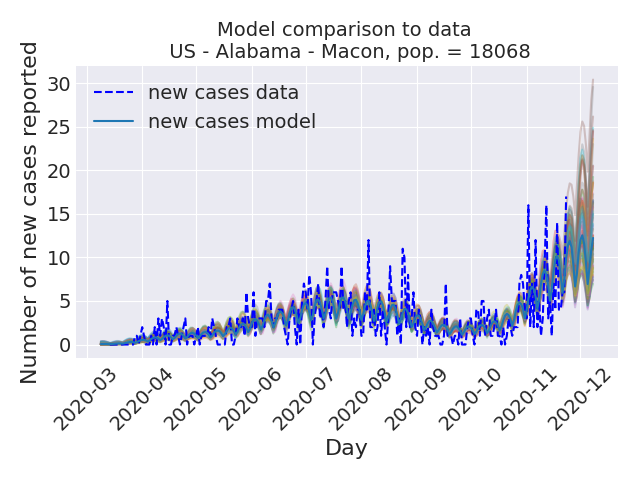 Model comparison to data
US - Alabama - Macon, pop. = 18068
Number of new cases reported
30
25
20
15
10
5
0
new cases data
new cases model
2020-03
2020-04
2020-05
2020-06
2020-07
2020-08
2020-09
2020-10
2020-11
2020-12
Day